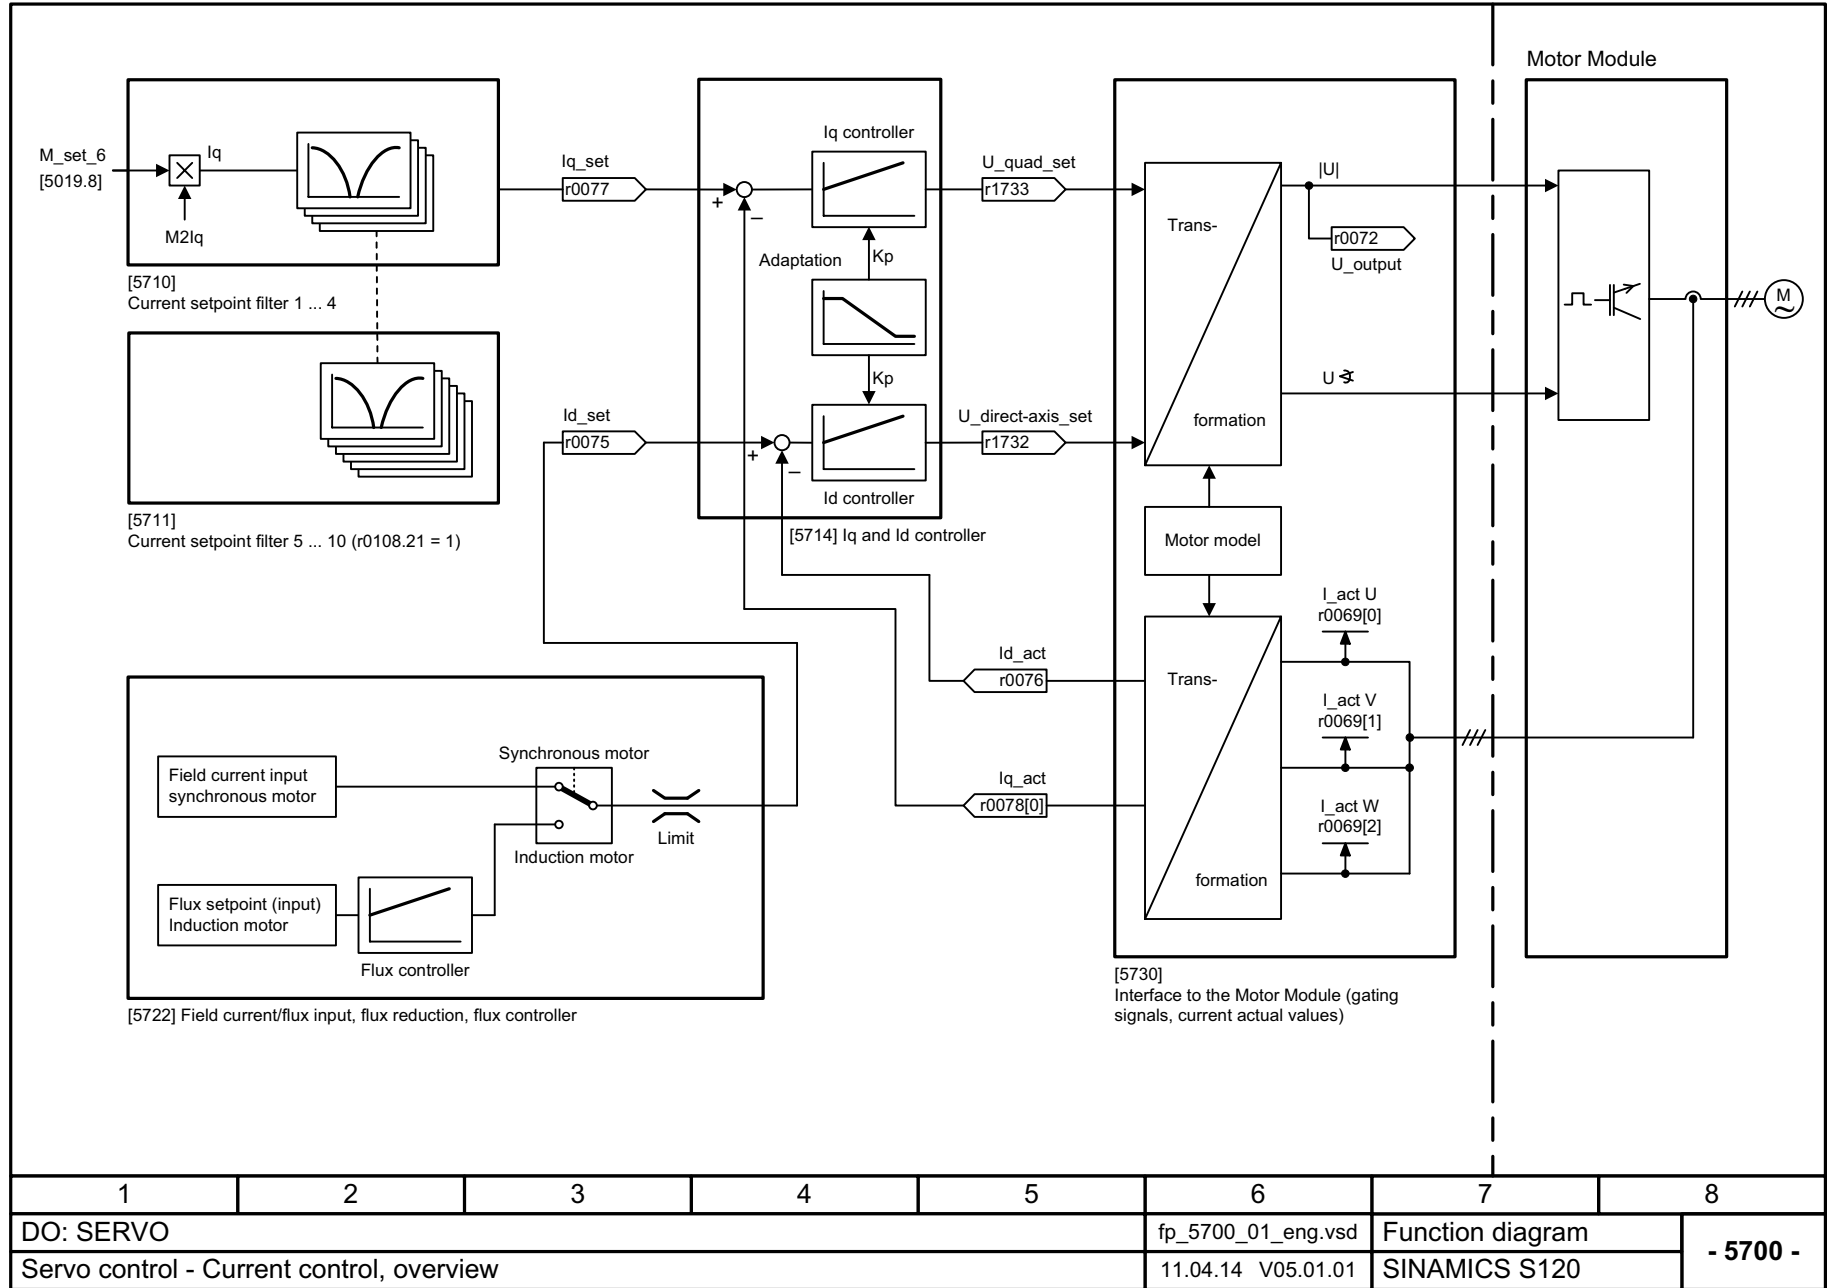 Motor Module
M_set_6
[5019.8]
Iq
M2Iq
[5710]
Current setpoint filter 1 ... 4
[5711]
Current setpoint filter 5 ... 10 (r0108.21 = 1)
Iq_set
r0077
Id_set
r0075
Iq controller
+
–
Adaptation
Kp
Kp
+
–
Id controller
[5714] Iq and Id controller
U_quad_set
r1733
U_direct-axis_set
r1732
Trans-
formation
|U|
r0072
U_output
U ∢
M
~
Motor model
Trans-
formation
I_act U
r0069[0]
I_act V
r0069[1]
I_act W
r0069[2]
Id_act
r0076
Iq_act
r0078[0]
[5730]
Interface to the Motor Module (gating
signals, current actual values)
Field current input
synchronous motor
Synchronous motor
Induction motor
Limit
Flux setpoint (input)
Induction motor
Flux controller
[5722] Field current/flux input, flux reduction, flux controller
1 2 3 4 5 6 7 8
DO: SERVO
fp_5700_01_eng.vsd
Function diagram
- 5700 -
Servo control - Current control, overview
11.04.14 V05.01.01
SINAMICS S120